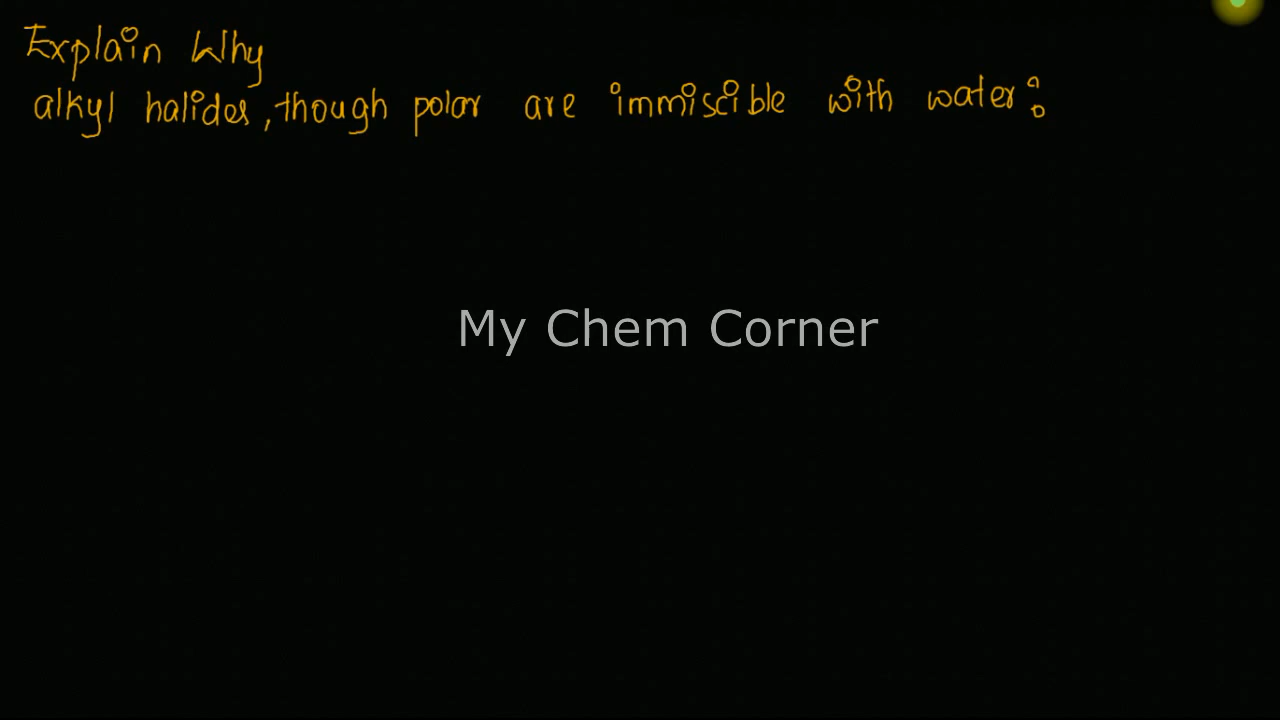 Explain Why
alkyl halides, though polar are immiscible with water:
My Chem Corner